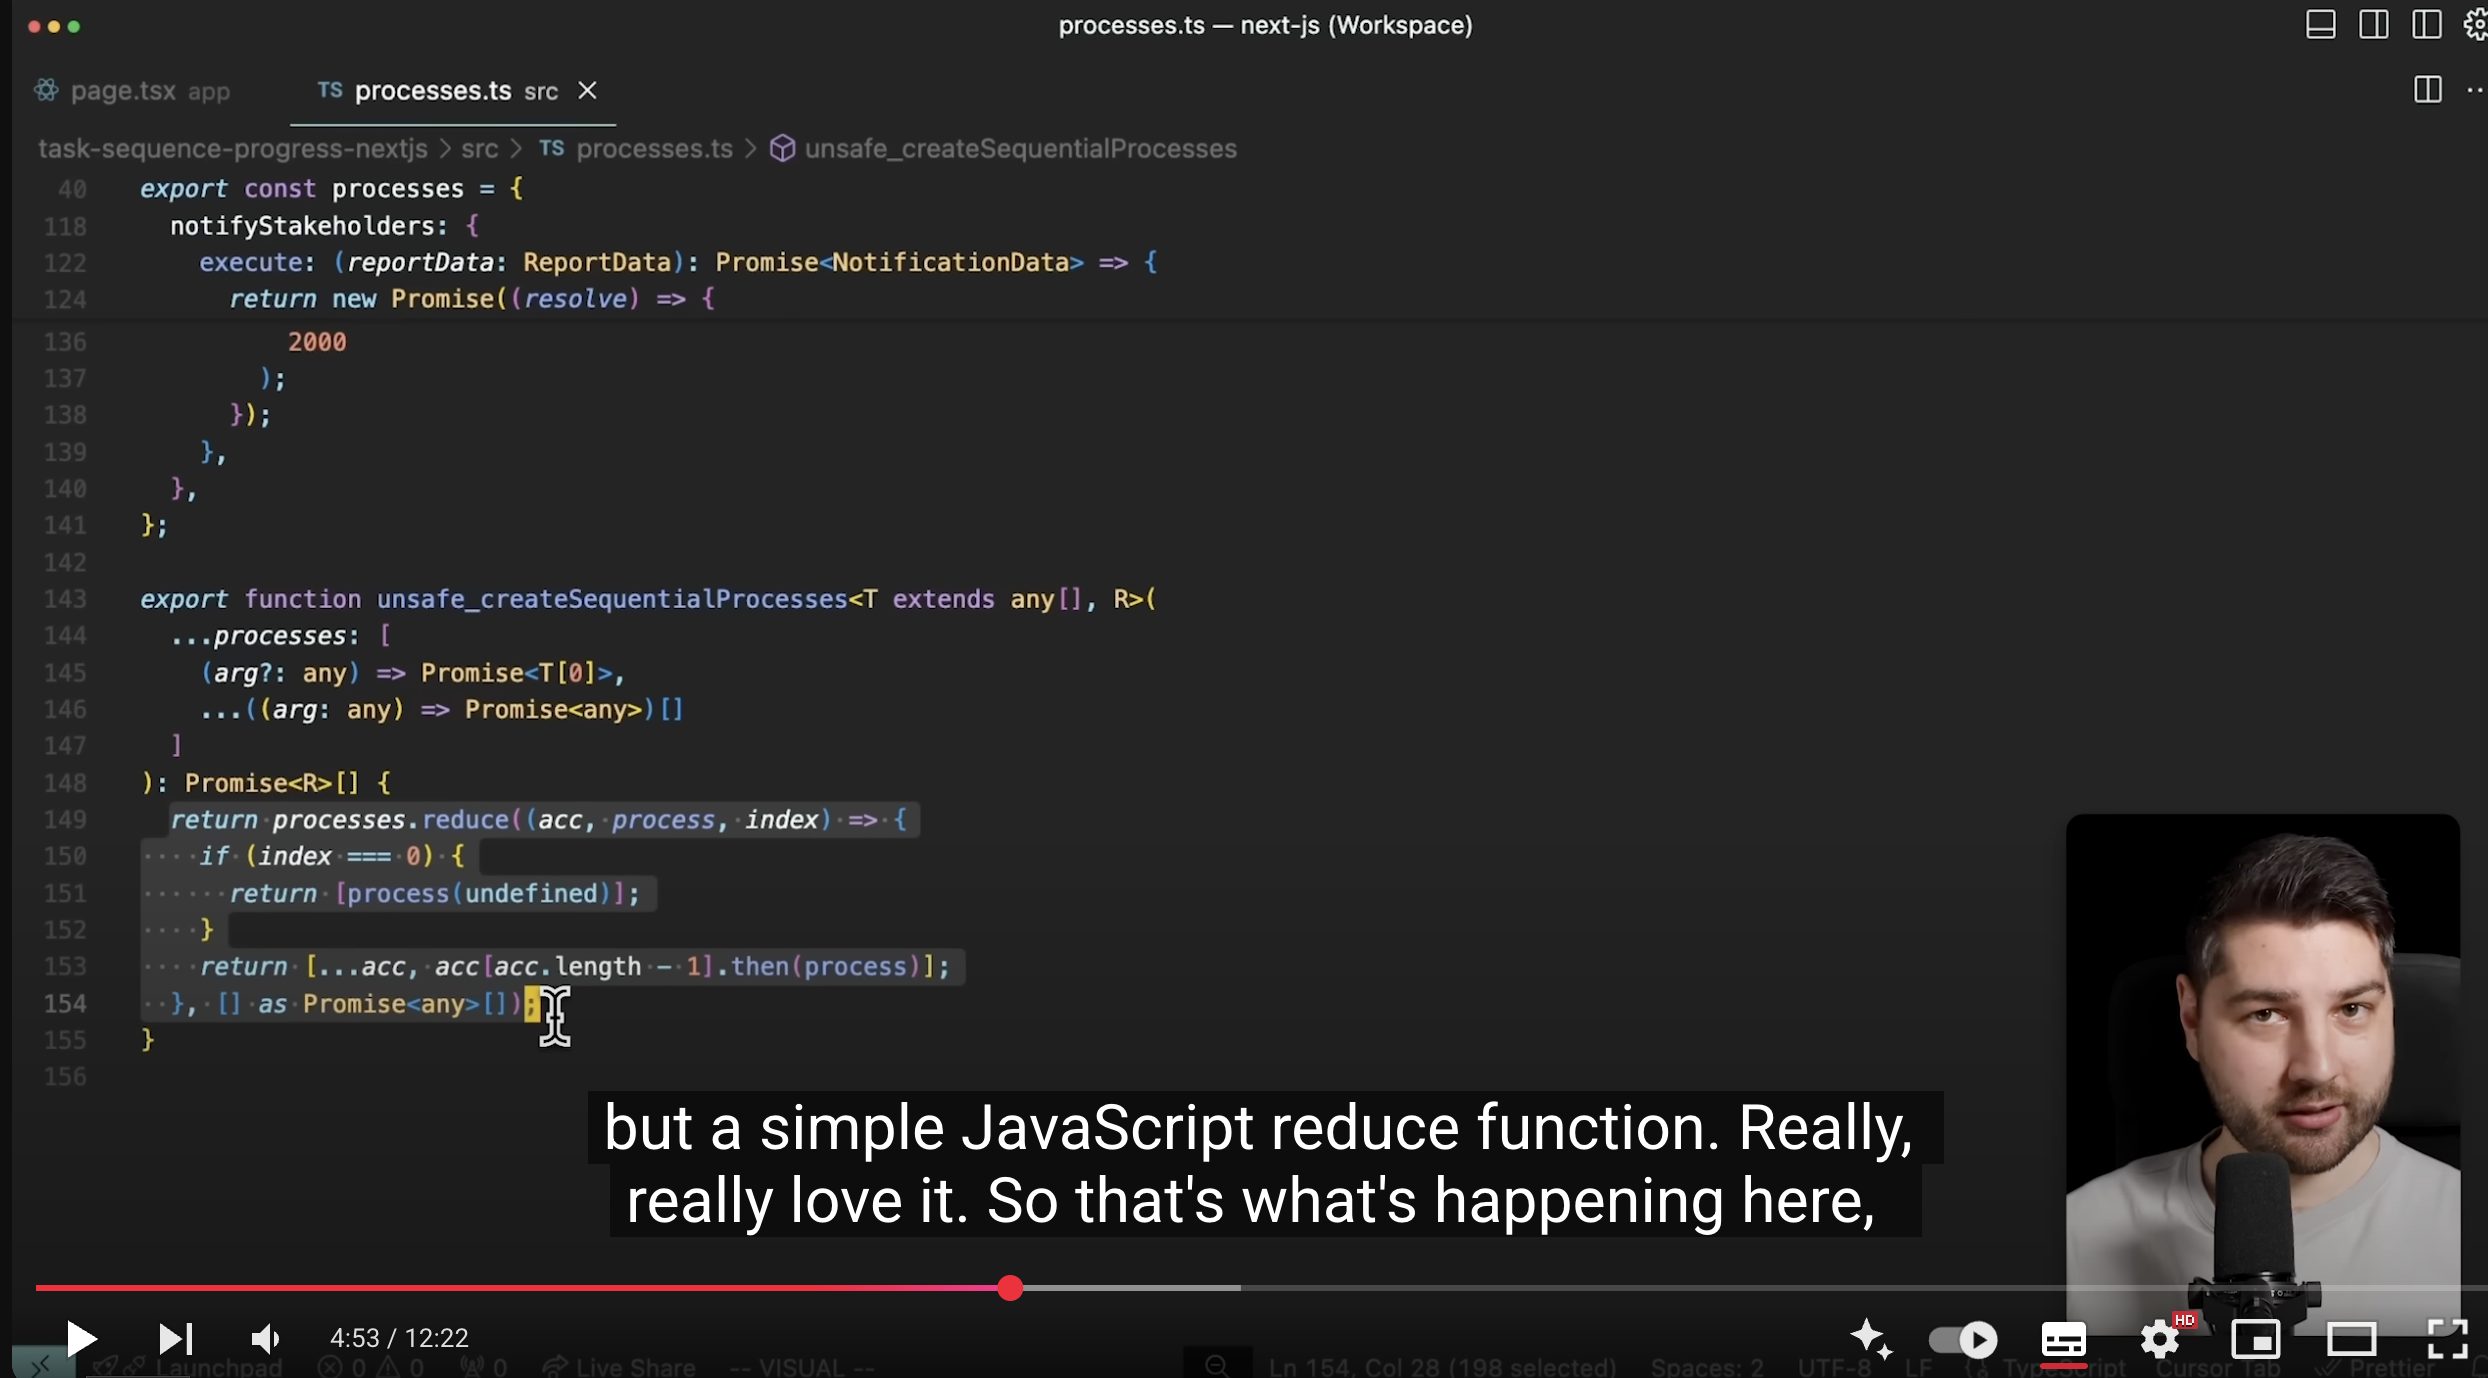 processes.ts — next-js (Workspace)
page.tsx app
TS processes.ts src
task-sequence-progress-nextjs > src > TS processes.ts > unsafe_createSequentialProcesses
40 export const processes = {
118 notifyStakeholders: {
122 execute: (reportData: ReportData): Promise<NotificationData> => {
124 return new Promise((resolve) => {
136 2000
137 );
138 });
139 },
140 },
141 };
142
143 export function unsafe_createSequentialProcesses<T extends any[], R>(
144 ...processes: [
145 (arg?: any) => Promise<T[0]>,
146 ...((arg: any) => Promise<any>)[]
147 ]
148 ): Promise<R>[] {
149 return processes.reduce((acc, process, index) => {
150 if (index === 0) {
151 return [process(undefined)];
152 }
153 return [...acc, acc[acc.length - 1].then(process)];
154 }, [] as Promise<any>[]);
155 }
156
but a simple JavaScript reduce function. Really,
really love it. So that's what's happening here,
4:53 / 12:22
HD
Launchpad 0 0 0 Live Share -- VISUAL -- Ln 154, Col 28 (198 selected) Spaces: 2 UTF-8 LF {} TypeScript Cursor Tab Prettier